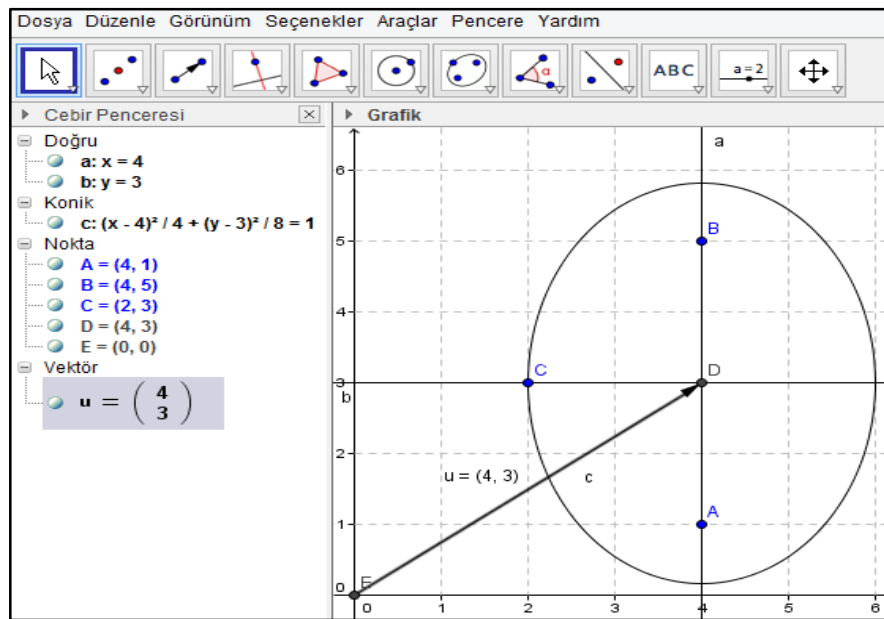 Dosya Düzenle Görünüm Seçenekler Araçlar Pencere Yardım
α
ABC
a=2
Cebir Penceresi
Doğru
a: x = 4
b: y = 3
Konik
c: (x - 4)² / 4 + (y - 3)² / 8 = 1
Nokta
A = (4, 1)
B = (4, 5)
C = (2, 3)
D = (4, 3)
E = (0, 0)
Vektör
u = ( 4
3 )
Grafik
a
6
B
5
4
C
D
3
b
2
u = (4, 3)
c
A
1
0
E
0 1 2 3 4 5 6